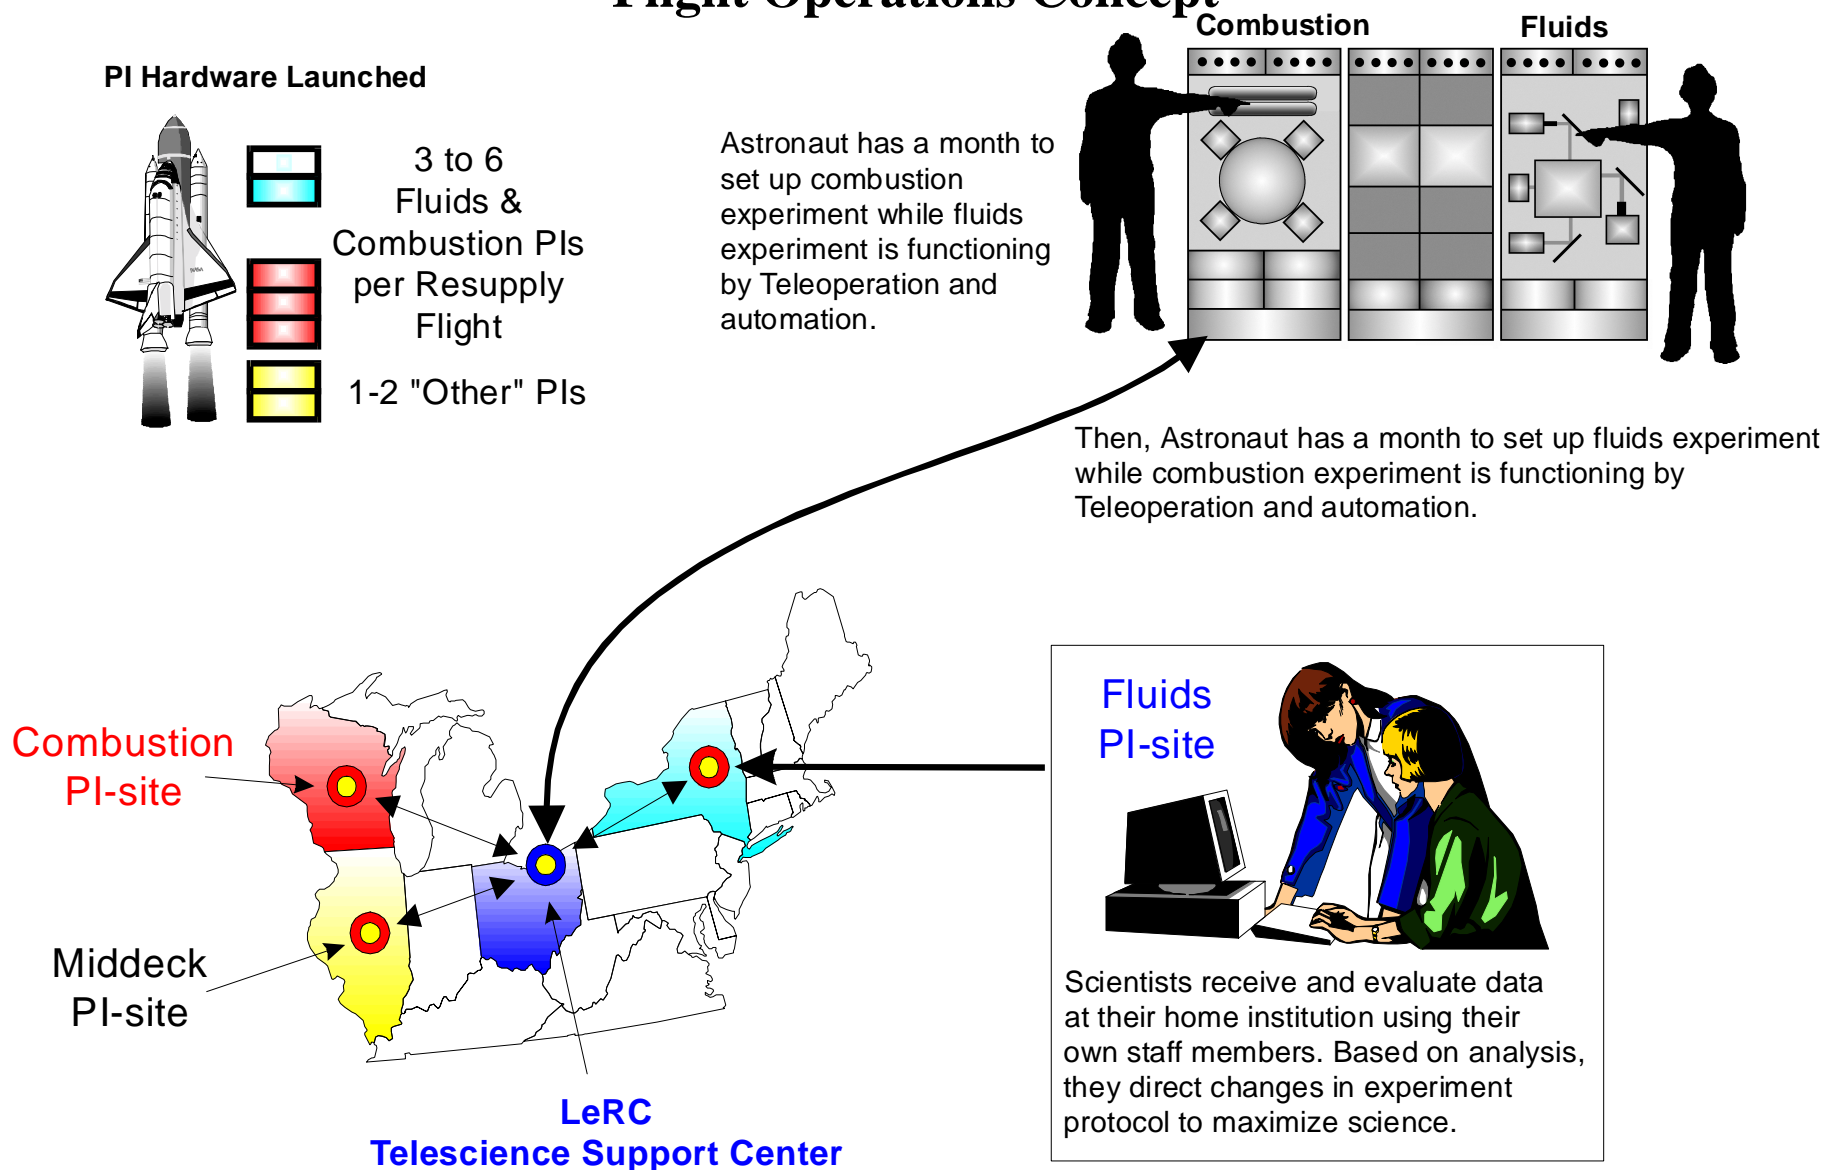 Flight Operations Concept
Combustion
Fluids
PI Hardware Launched
3 to 6
Fluids &
Combustion PIs
per Resupply
Flight
1-2 "Other" PIs
Astronaut has a month to
set up combustion
experiment while fluids
experiment is functioning
by Teleoperation and
automation.
Then, Astronaut has a month to set up fluids experiment
while combustion experiment is functioning by
Teleoperation and automation.
Combustion
PI-site
Middeck
PI-site
LeRC
Telescience Support Center
Fluids
PI-site
Scientists receive and evaluate data
at their home institution using their
own staff members. Based on analysis,
they direct changes in experiment
protocol to maximize science.